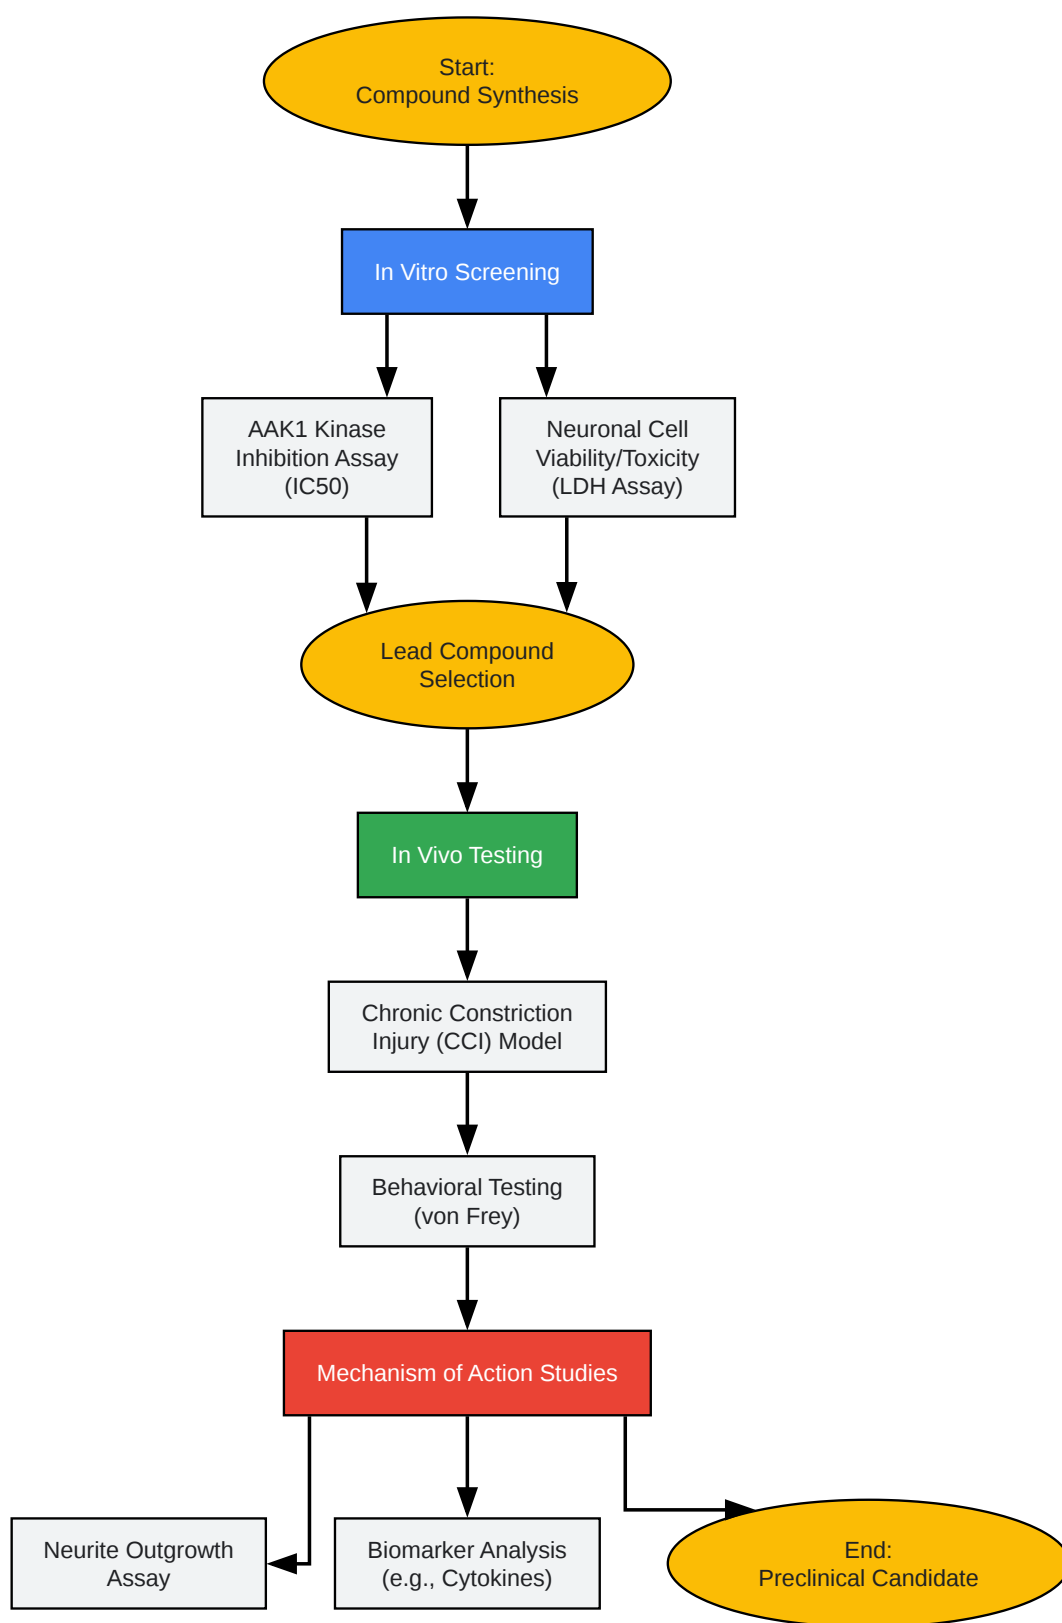 Start:
Compound Synthesis
In Vitro Screening
AAK1 Kinase
Inhibition Assay
(IC50)
Neuronal Cell
Viability/Toxicity
(LDH Assay)
Lead Compound
Selection
In Vivo Testing
Chronic Constriction
Injury (CCI) Model
Behavioral Testing
(von Frey)
Mechanism of Action Studies
Neurite Outgrowth
Assay
Biomarker Analysis
(e.g., Cytokines)
End:
Preclinical Candidate